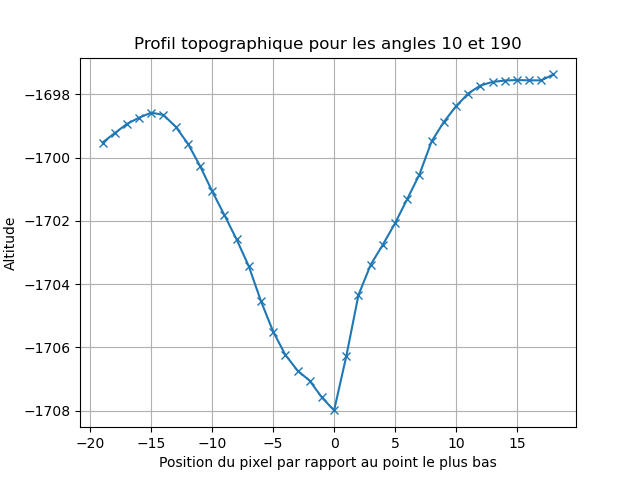 Profil topographique pour les angles 10 et 190
Altitude
−1698
−1700
−1702
−1704
−1706
−1708
−20 −15 −10 −5 0 5 10 15
Position du pixel par rapport au point le plus bas